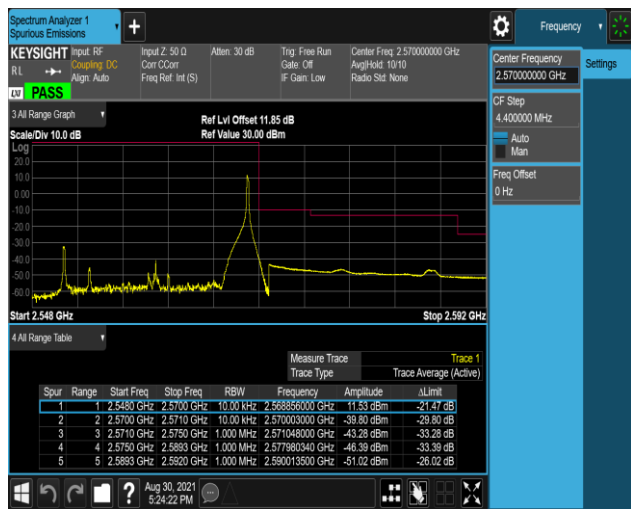 Spectrum Analyzer 1
Spurious Emissions
Frequency
KEYSIGHT
Input: RF
Input Z: 50 Ω
Atten: 30 dB
Trig: Free Run
Center Freq: 2.570000000 GHz
RL
Coupling: DC
Corr CCorr
Gate: Off
Avg|Hold: 10/10
Align: Auto
Freq Ref: Int (S)
IF Gain: Low
Radio Std: None
LXI
PASS
Center Frequency
2.570000000 GHz
Settings
CF Step
4.400000 MHz
Auto
Man
Freq Offset
0 Hz
3 All Range Graph
Ref Lvl Offset 11.85 dB
Scale/Div 10.0 dB
Ref Value 30.00 dBm
Log
20.0
10.0
0.00
-10.0
-20.0
-30.0
-40.0
-50.0
-60.0
Start 2.548 GHz
Stop 2.592 GHz
4 All Range Table
Measure Trace Trace 1
Trace Type Trace Average (Active)
Spur Range Start Freq Stop Freq RBW Frequency Amplitude ΔLimit
1 1 2.5480 GHz 2.5700 GHz 10.00 kHz 2.568856000 GHz 11.53 dBm -21.47 dB
2 2 2.5700 GHz 2.5710 GHz 10.00 kHz 2.570003000 GHz -39.80 dBm -29.80 dB
3 3 2.5710 GHz 2.5750 GHz 1.000 MHz 2.571048000 GHz -43.28 dBm -33.28 dB
4 4 2.5750 GHz 2.5893 GHz 1.000 MHz 2.577980340 GHz -46.39 dBm -33.39 dB
5 5 2.5893 GHz 2.5920 GHz 1.000 MHz 2.590013500 GHz -51.02 dBm -26.02 dB
Aug 30, 2021
5:24:22 PM